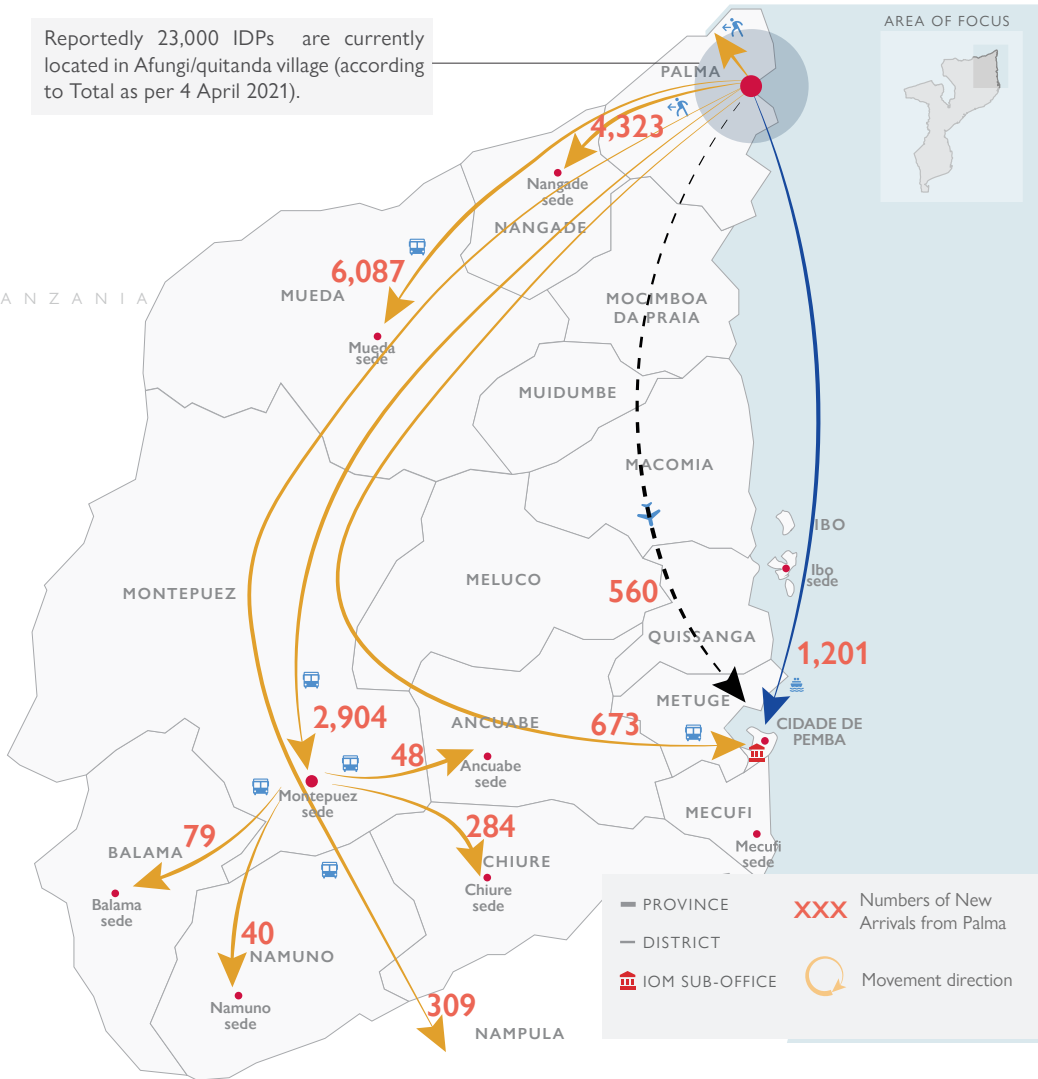 Reportedly 23,000 IDPs are currently
located in Afungi/quitanda village (according
to Total as per 4 April 2021).
AREA OF FOCUS
PALMA
4,323
Nangade
sede
NANGADE
6,087
MUEDA
ANZANIA
MOCIMBOA
DA PRAIA
Mueda
sede
MUIDUMBE
MACOMIA
IBO
Ibo
sede
MONTEPUEZ
MELUCO
560
QUISSANGA
1,201
METUGE
2,904
ANCUABE
673
CIDADE DE
PEMBA
48
Ancuabe
sede
Montepuez
sede
MECUFI
284
79
BALAMA
CHIURE
Mecufi
sede
Balama
sede
Chiure
sede
40
NAMUNO
Namuno
sede
309
NAMPULA
PROVINCE
DISTRICT
IOM SUB-OFFICE
XXX
Numbers of New
Arrivals from Palma
Movement direction